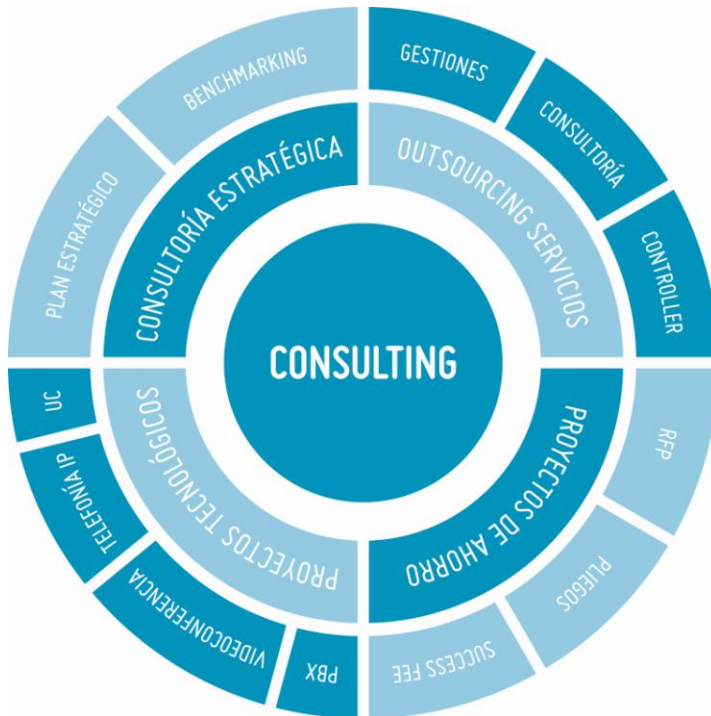 CONSULTING
CONSULTORÍA ESTRATÉGICA
BENCHMARKING
PLAN ESTRATÉGICO
OUTSOURCING SERVICIOS
GESTIONES
CONSULTORÍA
CONTROLLER
PROYECTOS DE AHORRO
RFP
PLIEGOS
SUCCESS FEE
PROYECTOS TECNOLÓGICOS
PBX
VIDEOCONFERENCIA
TELEFONÍA IP
UC